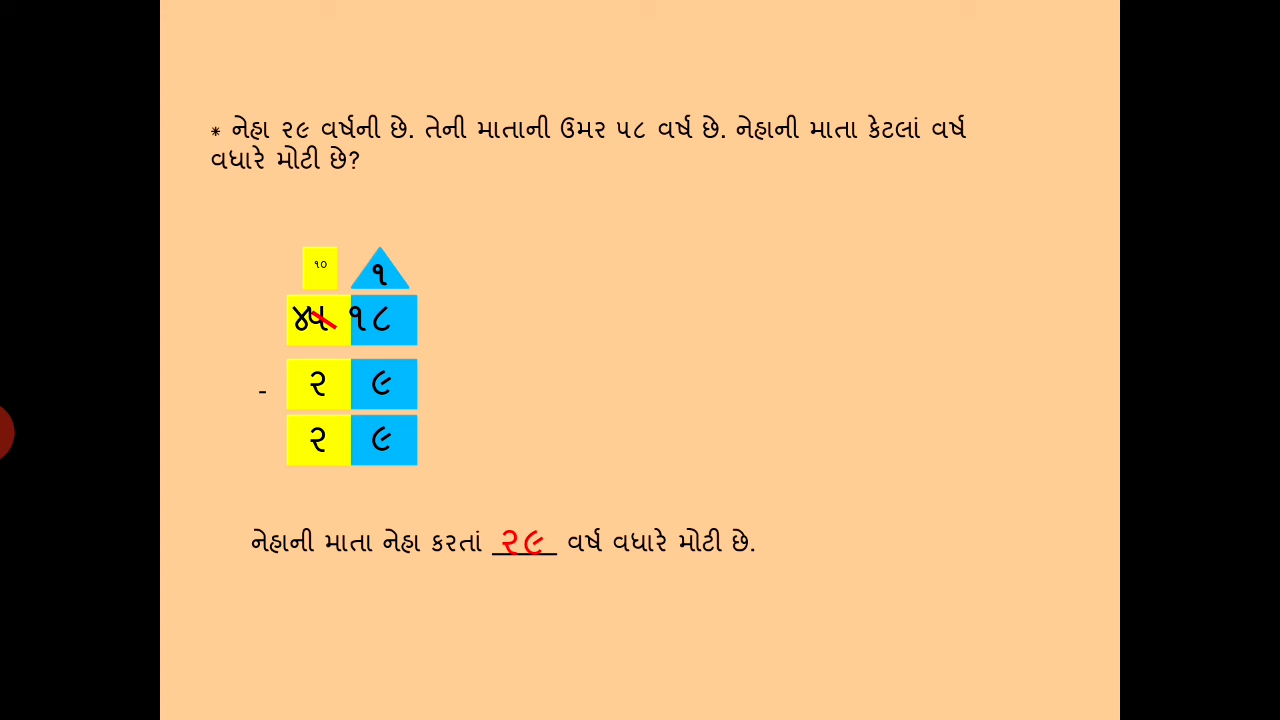 * નેહા ૨૯ વર્ષની છે. તેની માતાની ઉમર ૫૮ વર્ષ છે. નેહાની માતા કેટલાં વર્ષ
વધારે મોટી છે?
૧૦ ૧
૪૫ ૧૮
- ૨ ૯
૨ ૯
નેહાની માતા નેહા કરતાં ૨૯ વર્ષ વધારે મોટી છે.